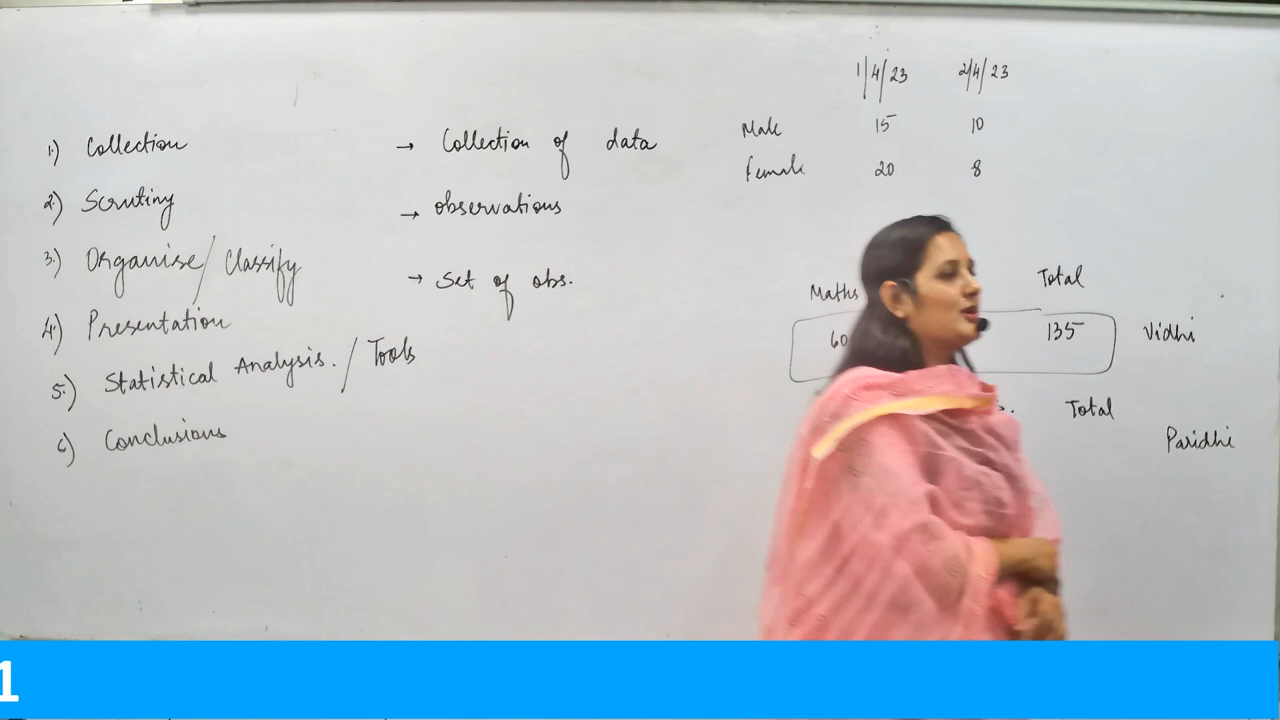 1.) Collection
2.) Scrutiny
3.) Organise/ Classify
4.) Presentation
5.) Statistical Analysis. / Tools
6.) Conclusions
→ Collection of data
→ observations
→ Set of obs.
1/4/23 2/4/23
Male 15 10
Female 20 8
Maths Total
60 135 Vidhi
s. Total
Paridhi
1